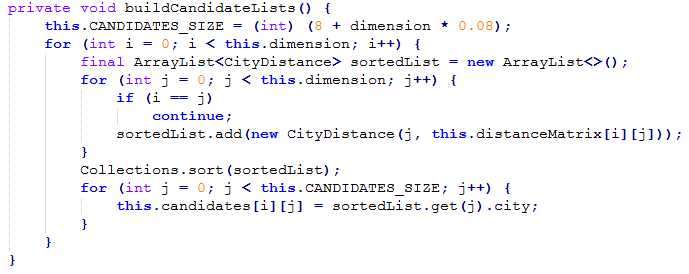 private void buildCandidateLists() {
    this.CANDIDATES_SIZE = (int) (8 + dimension * 0.08);
    for (int i = 0; i < this.dimension; i++) {
        final ArrayList<CityDistance> sortedList = new ArrayList<>();
        for (int j = 0; j < this.dimension; j++) {
            if (i == j)
                continue;
            sortedList.add(new CityDistance(j, this.distanceMatrix[i][j]));
        }
        Collections.sort(sortedList);
        for (int j = 0; j < this.CANDIDATES_SIZE; j++) {
            this.candidates[i][j] = sortedList.get(j).city;
        }
    }
}